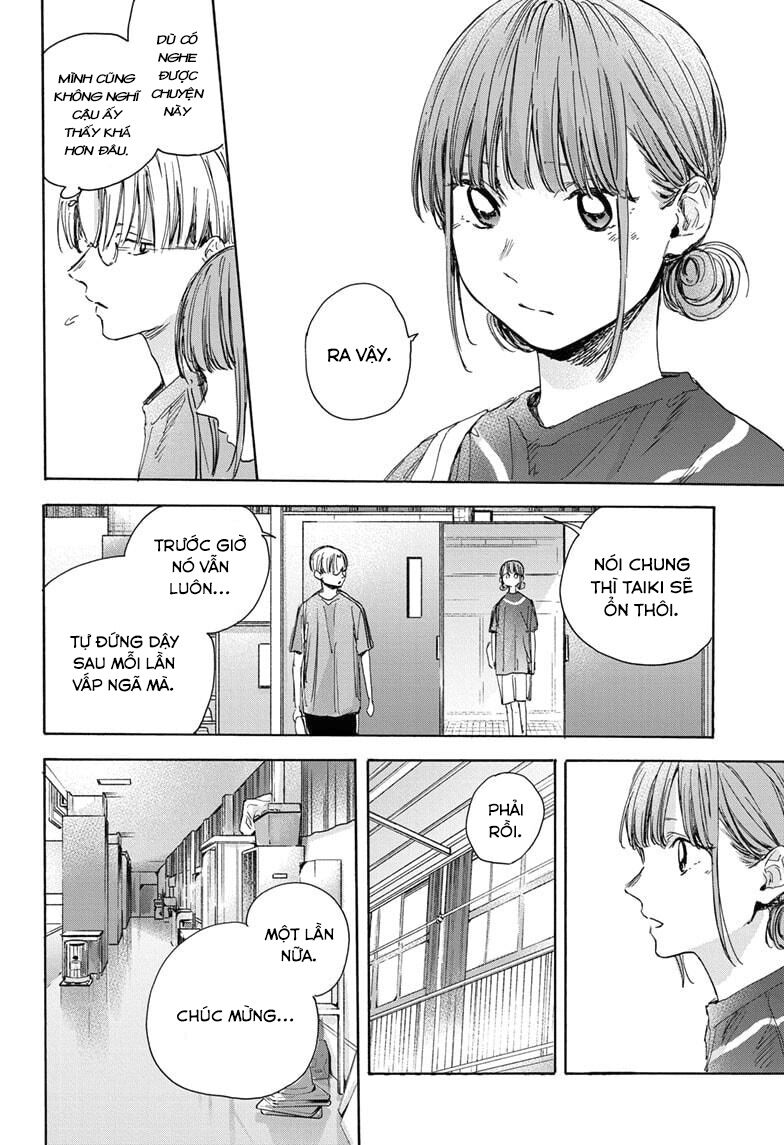 RA VẬY.
DÙ CÓ
NGHE
ĐƯỢC
CHUYỆN
NÀY
MÌNH CŨNG
KHÔNG NGHĨ
CẬU ẤY
THẤY KHÁ
HƠN ĐÂU.
NÓI CHUNG
THÌ TAIKI SẼ
ỔN THÔI.
TRƯỚC GIỜ
NÓ VẪN
LUÔN...
TỰ ĐỨNG DẬY
SAU MỖI LẦN
VẤP NGÃ MÀ.
PHẢI
RỒI.
MỘT LẦN
NỮA.
CHÚC MỪNG...